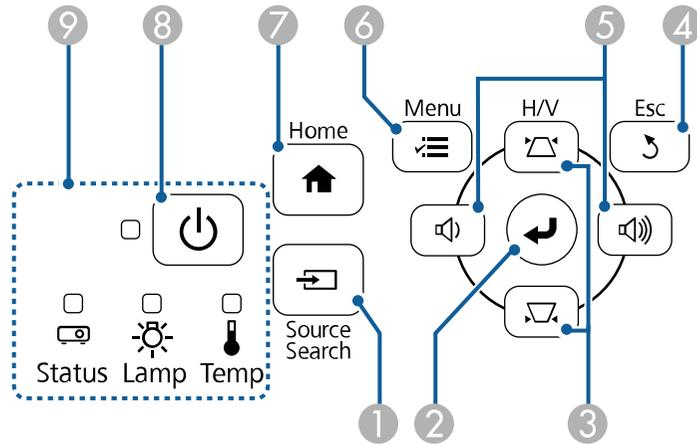 9 8 7 6 5 4
Menu H/V Esc
Home
Source
Search
Status Lamp Temp
1 2 3